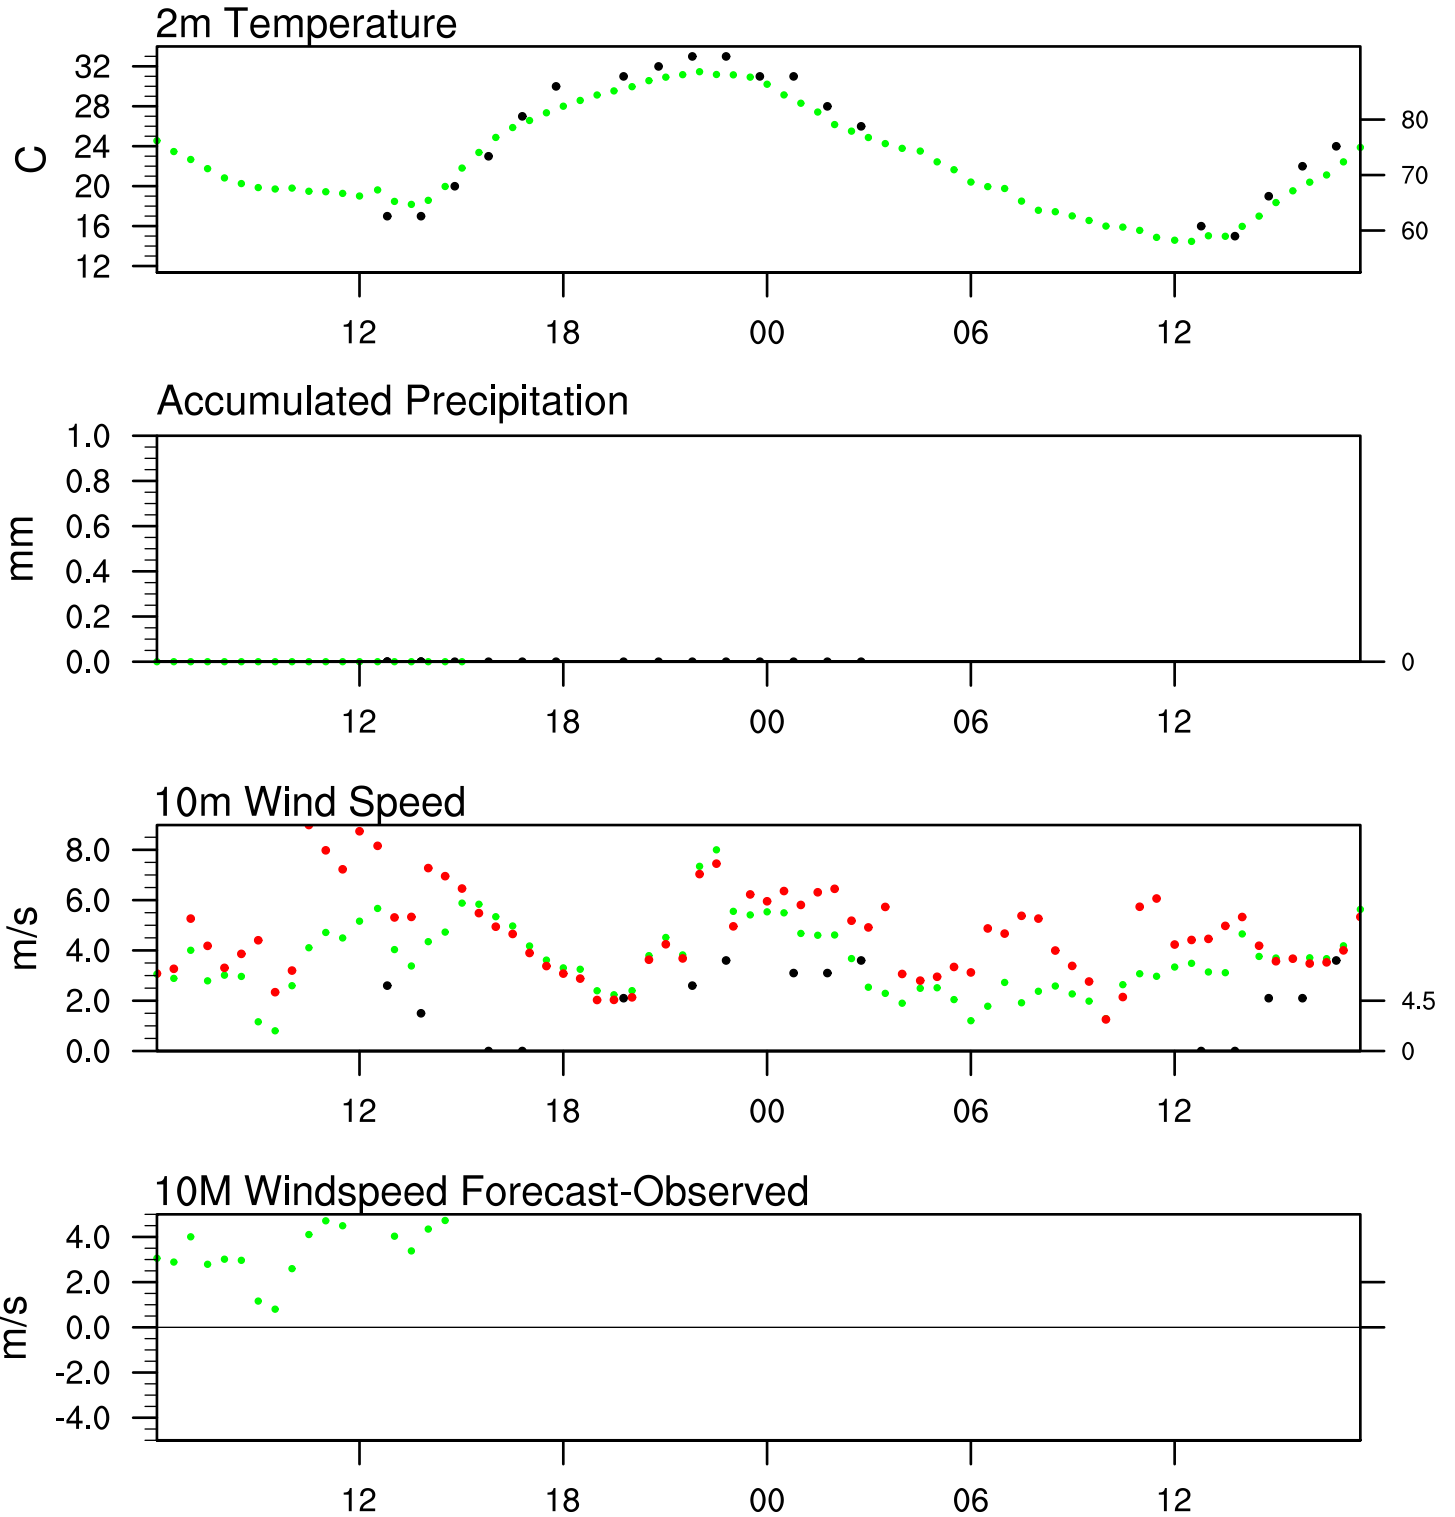 2m Temperature
32
28
24
20
16
12
C
80
70
60
12 18 00 06 12
Accumulated Precipitation
1.0
0.8
0.6
0.4
0.2
0.0
mm
0
12 18 00 06 12
10m Wind Speed
8.0
6.0
4.0
2.0
0.0
m/s
4.5
0
12 18 00 06 12
10M Windspeed Forecast-Observed
4.0
2.0
0.0
-2.0
-4.0
m/s
12 18 00 06 12